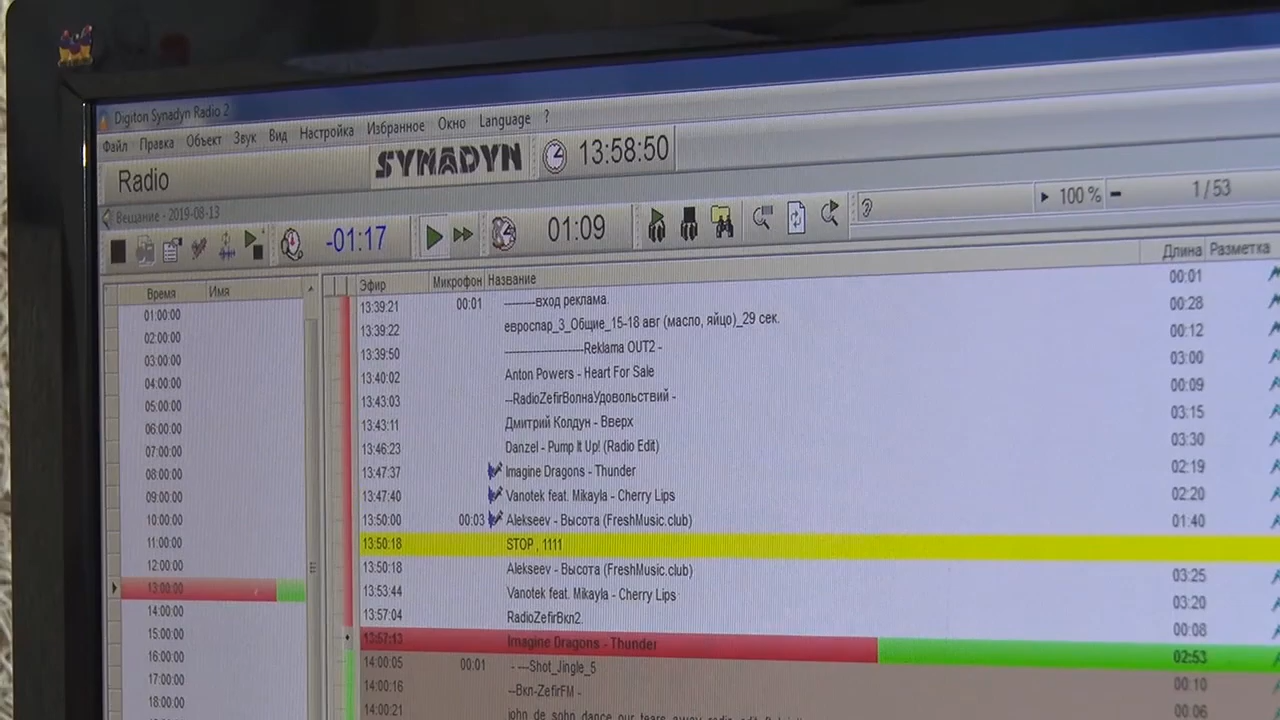 Digiton Synadyn Radio 2
Файл Правка Объект Звук Вид Настройка Избранное Окно Language ?
Radio SYNADYN 13:58:50
Вещание - 2019-08-13
-01:17 01:09 100 % 1 / 53
Время Имя
01:00:00
02:00:00
03:00:00
04:00:00
05:00:00
06:00:00
07:00:00
08:00:00
09:00:00
10:00:00
11:00:00
12:00:00
13:00:00
14:00:00
15:00:00
16:00:00
17:00:00
18:00:00
Эфир Микрофон Название Длина Разметка
13:39:21 00:01 ---------вход реклама 00:01
13:39:22 евроспар_3_Общие_15-18 авг (масло, яйцо)_29 сек. 00:28
13:39:50 -----------------------Reklama OUT2 - 00:12
13:40:02 Anton Powers - Heart For Sale 03:00
13:43:03 --RadioZefirВолнаУдовольствий - 00:09
13:43:11 Дмитрий Колдун - Вверх 03:15
13:46:23 Danzel - Pump It Up! (Radio Edit) 03:30
13:47:37 Imagine Dragons - Thunder 02:19
13:47:40 Vanotek feat. Mikayla - Cherry Lips 02:20
13:50:00 00:03 Alekseev - Высота (FreshMusic.club) 01:40
13:50:18 STOP , 1111
13:50:18 Alekseev - Высота (FreshMusic.club) 03:25
13:53:44 Vanotek feat. Mikayla - Cherry Lips 03:20
13:57:04 RadioZefirВкп2 00:08
13:57:13 Imagine Dragons - Thunder 02:53
14:00:05 00:01 - ---Shot_Jingle_5
14:00:16 --Вкп-ZefirFM - 00:10
14:00:21 00:06